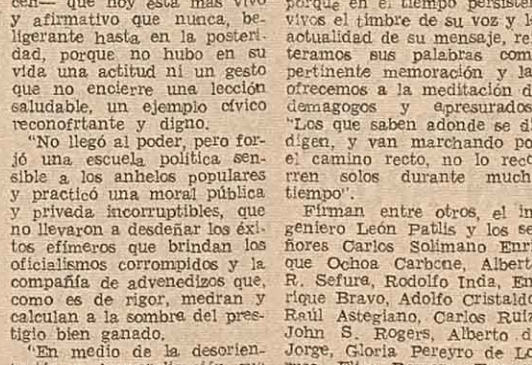 cen— que hoy está más vivo
y afirmativo que nunca, be-
ligerante hasta en la posteri-
dad, porque no hubo en su
vida una actitud ni un gesto
que no encierre una lección
saludable, un ejemplo cívico
reconofrtante y digno.
"No llegó al poder, pero for-
jó una escuela política sen-
sible a los anhelos populares
y practicó una moral pública
y privada incorruptibles, que
no llevaron a desdeñar los éxi-
tos efímeros que brindan los
oficialismos corrompidos y la
compañía de advenedizos que,
como es de rigor, medran y
calculan a la sombra del pres-
tigio bien ganado.
"En medio de la desorien-
porque en el tiempo persisten
vivos el timbre de su voz y l
actualidad de su mensaje, re
teramos sus palabras com
pertinente memoración y la
ofrecemos a la meditación d
demagogos y apresurados
"Los que saben adonde se d
digen, y van marchando po
el camino recto, no lo reco
rren solos durante much
tiempo".
Firman entre otros, el in
geniero León Patlis y los se
ñores Carlos Solimano Enri
que Ochoa Carbone, Albert
R. Sefura, Rodolfo Inda, En
rique Bravo, Adolfo Cristald
Raúl Astegiano, Carlos Ruiz
John S. Rogers, Alberto d
Jorge, Gloria Pereyro de Lo